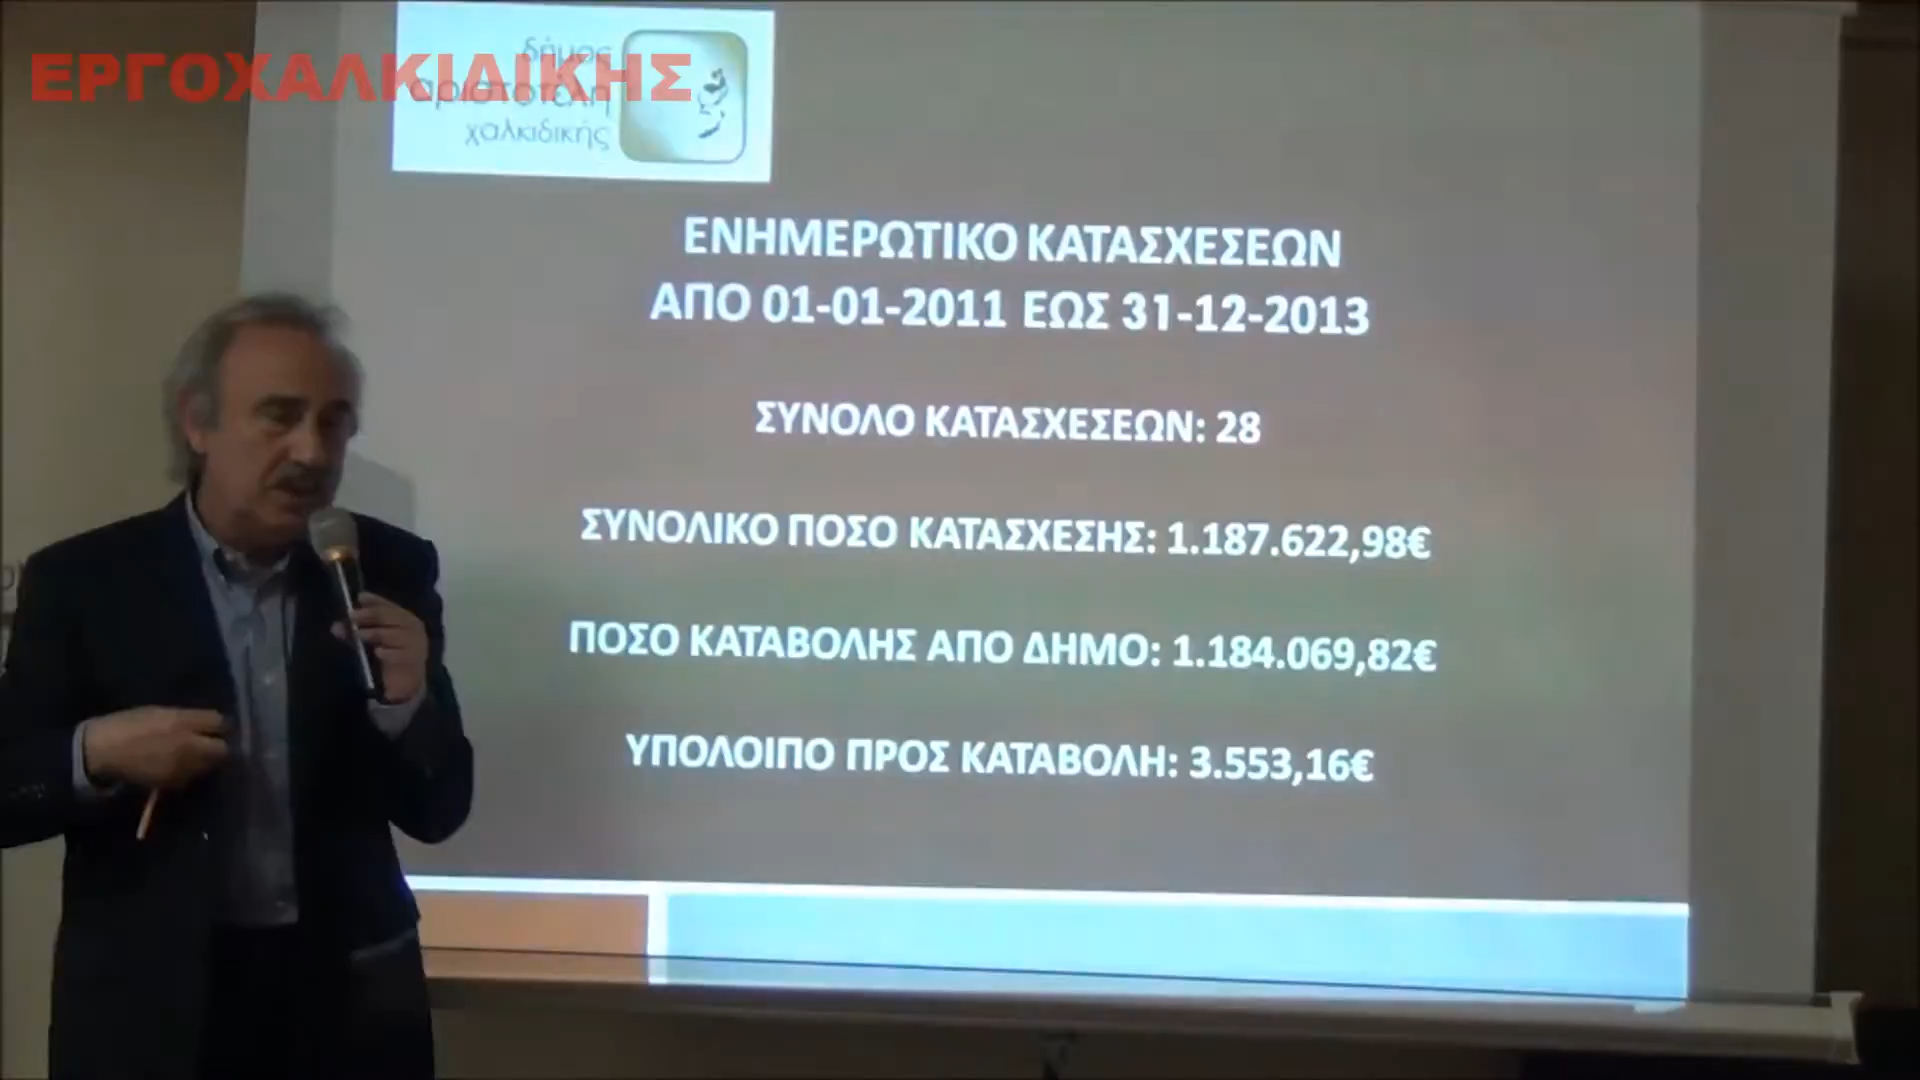 ΕΡΓΟΧΑΛΚΙΔΙΚΗΣ
δήμος
αριστοτέλη
χαλκιδικής
ΕΝΗΜΕΡΩΤΙΚΟ ΚΑΤΑΣΧΕΣΕΩΝ
ΑΠΟ 01-01-2011 ΕΩΣ 31-12-2013
ΣΥΝΟΛΟ ΚΑΤΑΣΧΕΣΕΩΝ: 28
ΣΥΝΟΛΙΚΟ ΠΟΣΟ ΚΑΤΑΣΧΕΣΗΣ: 1.187.622,98€
ΠΟΣΟ ΚΑΤΑΒΟΛΗΣ ΑΠΟ ΔΗΜΟ: 1.184.069,82€
ΥΠΟΛΟΙΠΟ ΠΡΟΣ ΚΑΤΑΒΟΛΗ: 3.553,16€